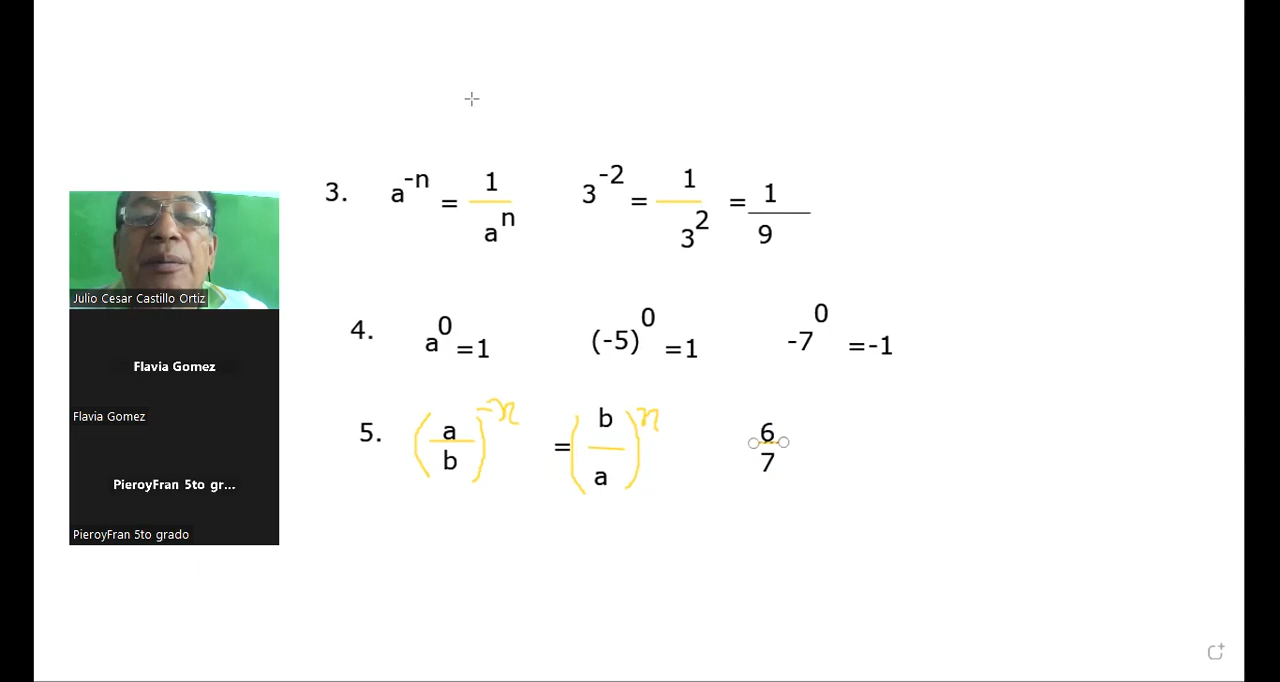 3. a^-n = 1/a^n 3^-2 = 1/3^2 = 1/9
4. a^0 =1 (-5)^0 =1 -7^0 =-1
5. (a/b)^-n = (b/a)^n 6/7
Julio Cesar Castillo Ortiz
Flavia Gomez
Flavia Gomez
PieroyFran 5to gr...
PieroyFran 5to grado